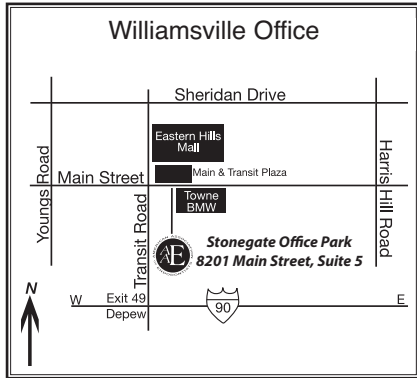 Williamsville Office
Sheridan Drive
Eastern Hills
Mall
Main & Transit Plaza
Main Street
Towne
BMW
Youngs Road
Transit Road
Harris Hill Road
Stonegate Office Park
8201 Main Street, Suite 5
AAE
N
W
Exit 49
E
Depew
90